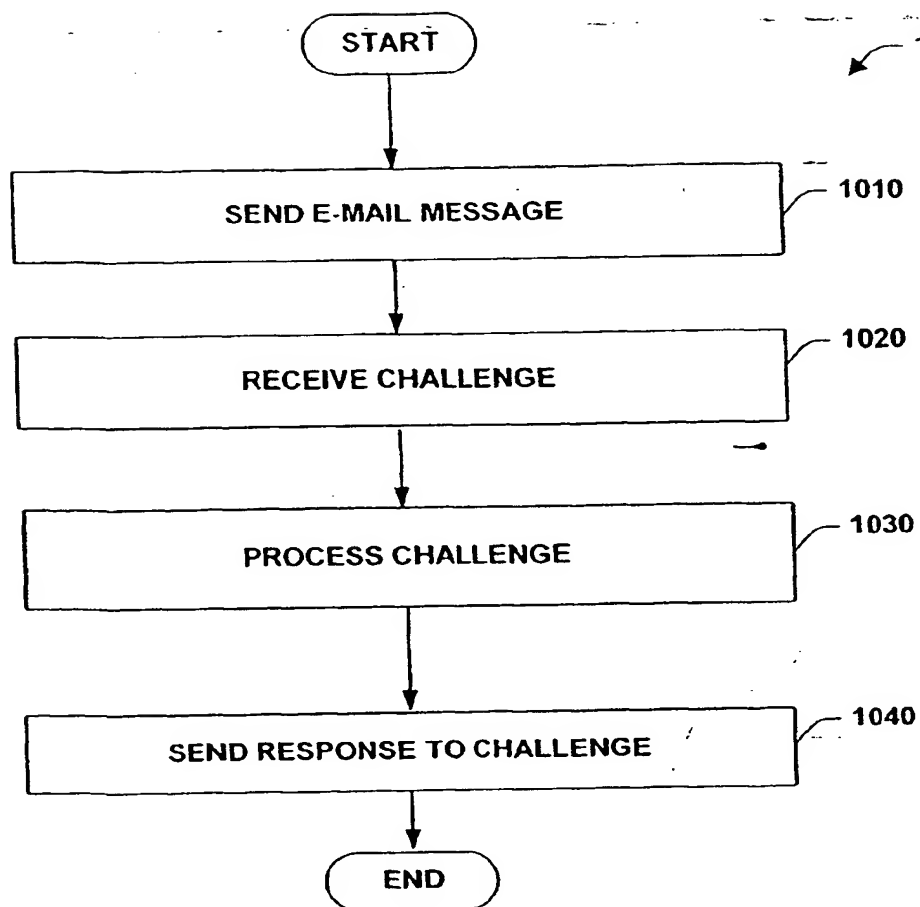 START
SEND E-MAIL MESSAGE
1010
RECEIVE CHALLENGE
1020
PROCESS CHALLENGE
1030
SEND RESPONSE TO CHALLENGE
1040
END